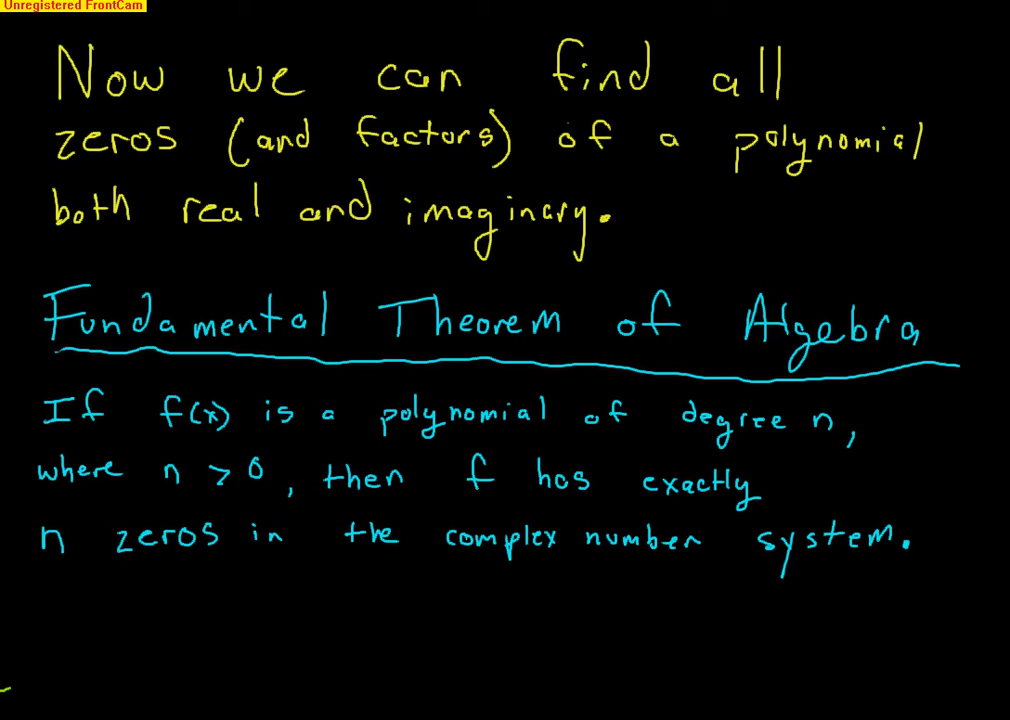 Unregistered FrontCam
Now we can find all
zeros (and factors) of a polynomial
both real and imaginary.
Fundamental Theorem of Algebra
If f(x) is a polynomial of degree n,
where n > 0, then f has exactly
n zeros in the complex number system.